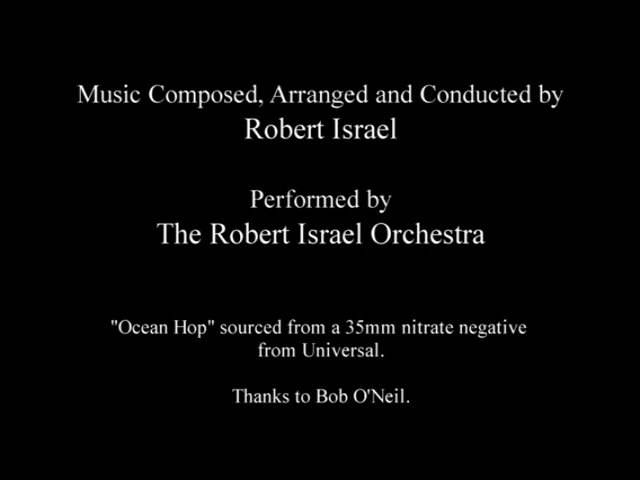 Music Composed, Arranged and Conducted by
Robert Israel
Performed by
The Robert Israel Orchestra
"Ocean Hop" sourced from a 35mm nitrate negative
from Universal.
Thanks to Bob O'Neil.